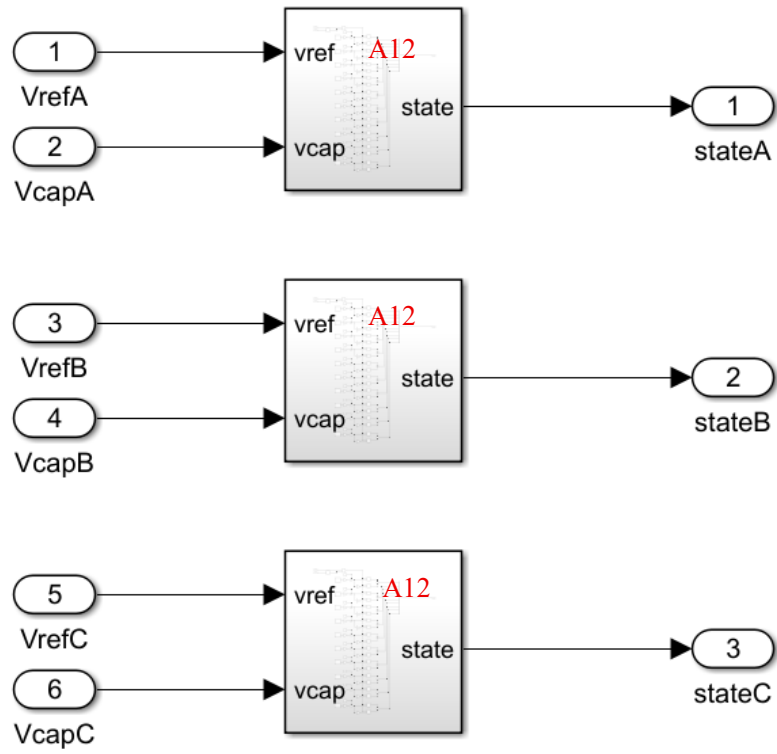 1
VrefA
2
VcapA
vref
A12
vcap
state
1
stateA
3
VrefB
4
VcapB
vref
A12
vcap
state
2
stateB
5
VrefC
6
VcapC
vref
A12
vcap
state
3
stateC